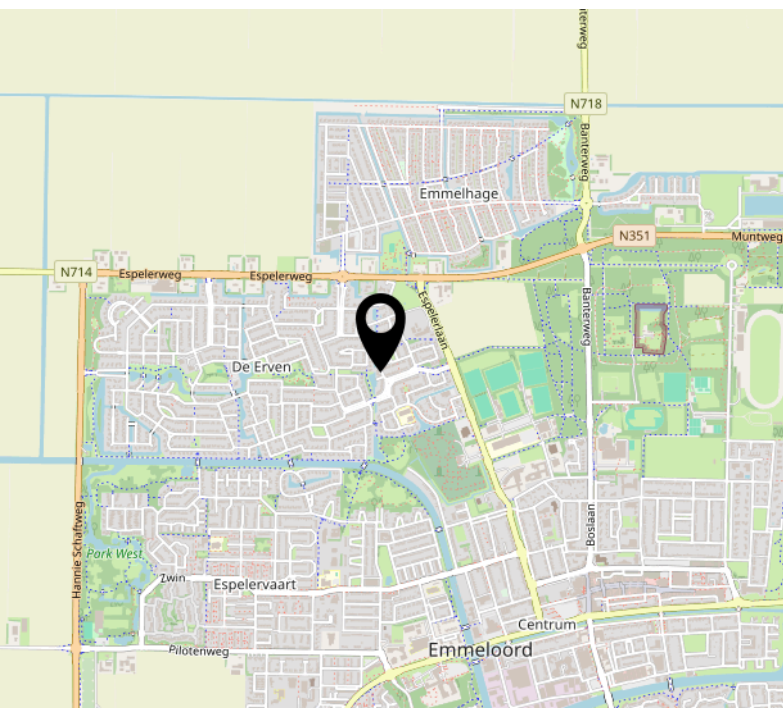 Banterweg
N718
Banterweg
Emmelhage
N351
Muntweg
N714
Espelerweg
Espelerweg
Espelerlaan
Banterweg
De Erven
Hannie Schaftweg
Boslaan
Park West
Zwin
Espelervaart
Centrum
Pilotenweg
Emmeloord